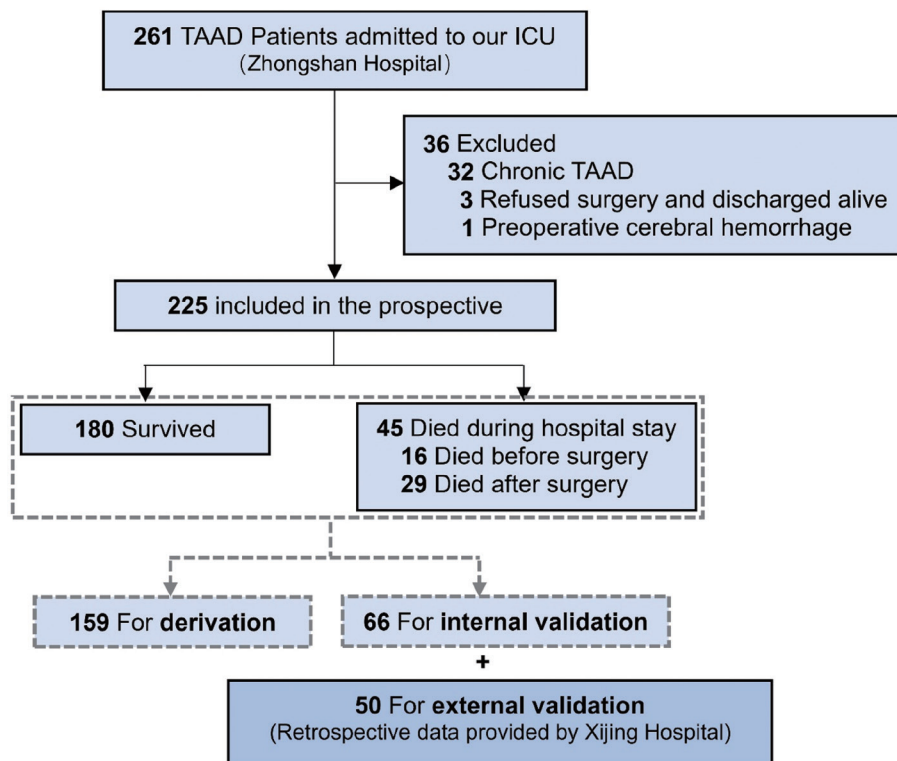 261 TAAD Patients admitted to our ICU
(Zhongshan Hospital)
36 Excluded
32 Chronic TAAD
3 Refused surgery and discharged alive
1 Preoperative cerebral hemorrhage
225 included in the prospective
180 Survived
45 Died during hospital stay
16 Died before surgery
29 Died after surgery
159 For derivation
66 For internal validation
+
50 For external validation
(Retrospective data provided by Xijing Hospital)